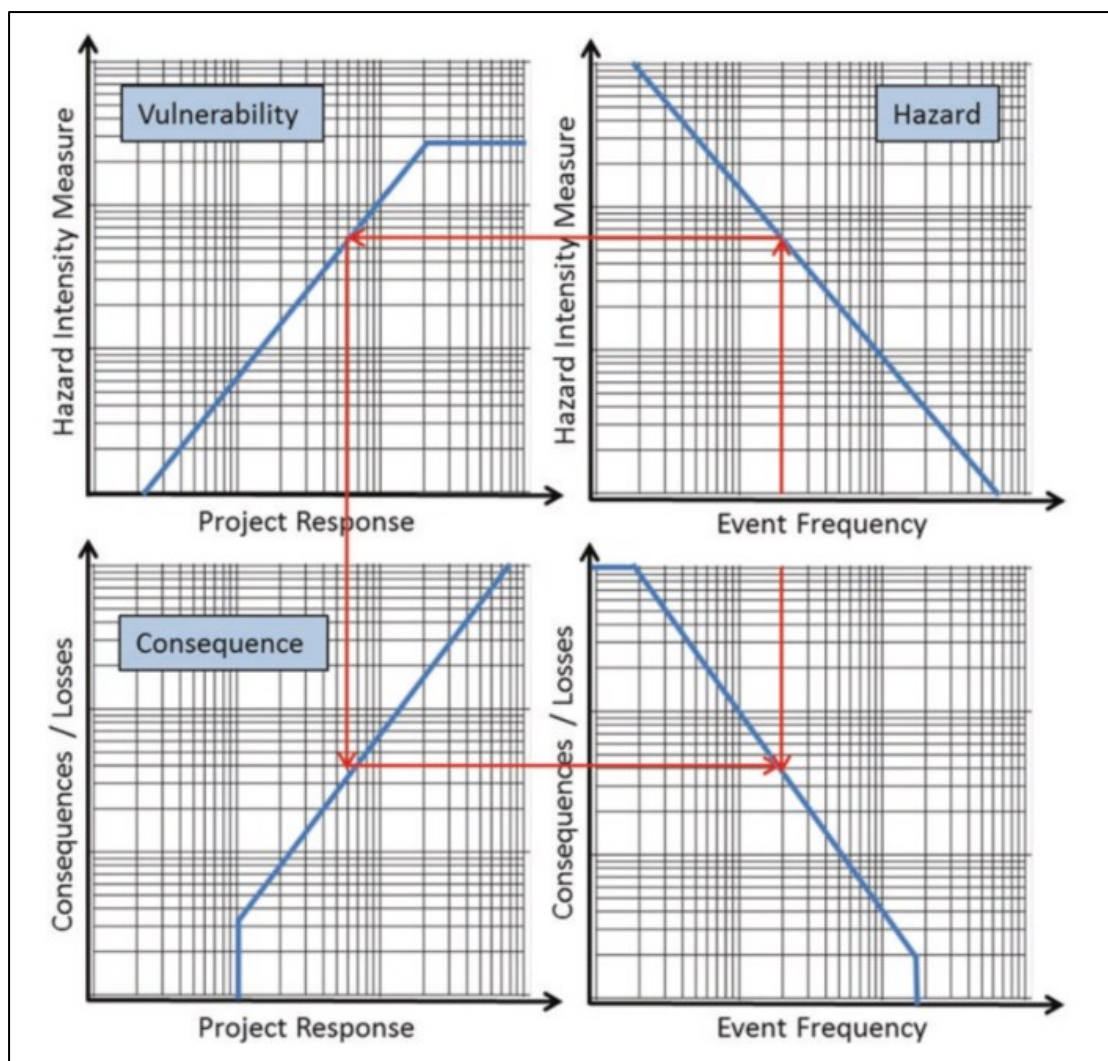 Vulnerability
Hazard Intensity Measure
Project Response
Hazard
Hazard Intensity Measure
Event Frequency
Consequence
Consequences / Losses
Project Response
Consequences / Losses
Event Frequency